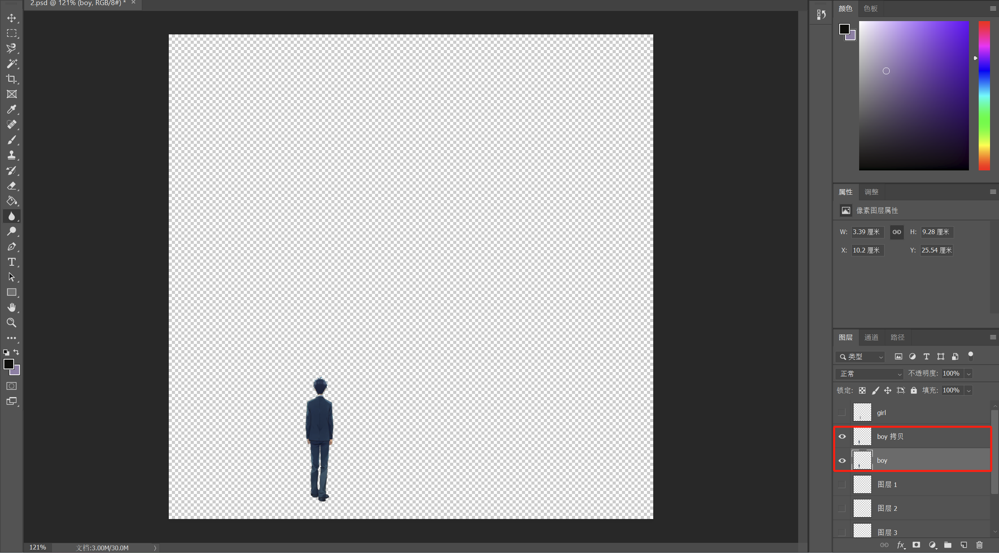 2.psd @ 121% (boy, RGB/8#) * ×
颜色 色板
属性 调整
像素图层属性
W: 3.39 厘米 H: 9.28 厘米
X: 10.2 厘米 Y: 25.54 厘米
图层 通道 路径
类型
正常 不透明度: 100%
锁定: 填充: 100%
girl
boy 拷贝
boy
图层 1
图层 2
图层 3
fx
121% 文档:3.00M/30.0M